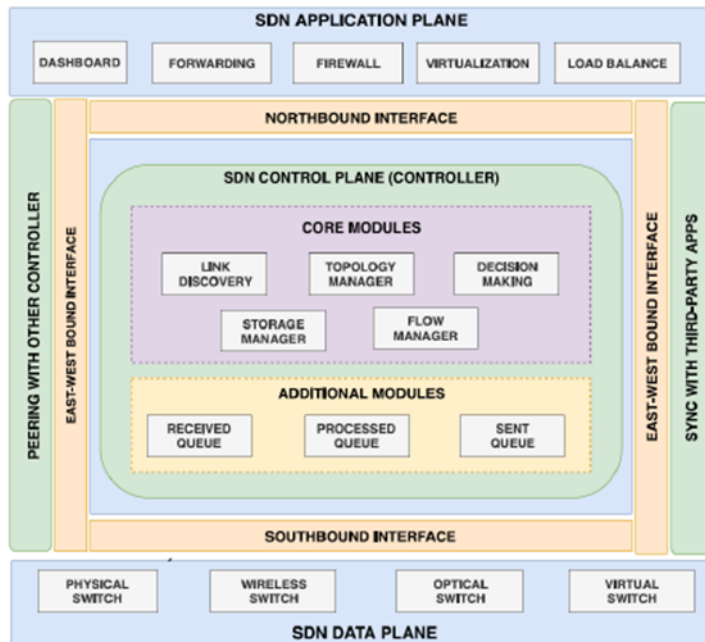 SDN APPLICATION PLANE
DASHBOARD
FORWARDING
FIREWALL
VIRTUALIZATION
LOAD BALANCE
PEERING WITH OTHER CONTROLLER
EAST-WEST BOUND INTERFACE
NORTHBOUND INTERFACE
SDN CONTROL PLANE (CONTROLLER)
CORE MODULES
LINK
DISCOVERY
TOPOLOGY
MANAGER
DECISION
MAKING
STORAGE
MANAGER
FLOW
MANAGER
ADDITIONAL MODULES
RECEIVED
QUEUE
PROCESSED
QUEUE
SENT
QUEUE
SOUTHBOUND INTERFACE
EAST-WEST BOUND INTERFACE
SYNC WITH THIRD-PARTY APPS
PHYSICAL
SWITCH
WIRELESS
SWITCH
OPTICAL
SWITCH
VIRTUAL
SWITCH
SDN DATA PLANE